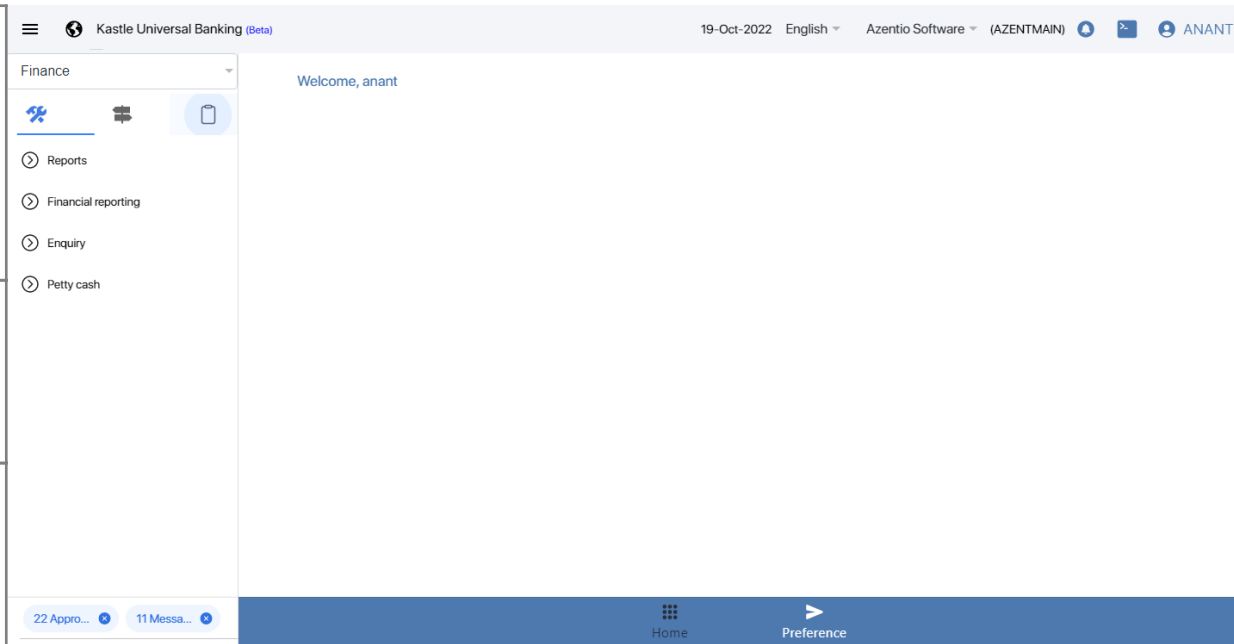 Kastle Universal Banking (Beta) 19-Oct-2022 English Azentio Software (AZENTMAIN) ANANT
Finance
Welcome, anant
Reports
Financial reporting
Enquiry
Petty cash
22 Appro... 11 Messa...
Home Preference